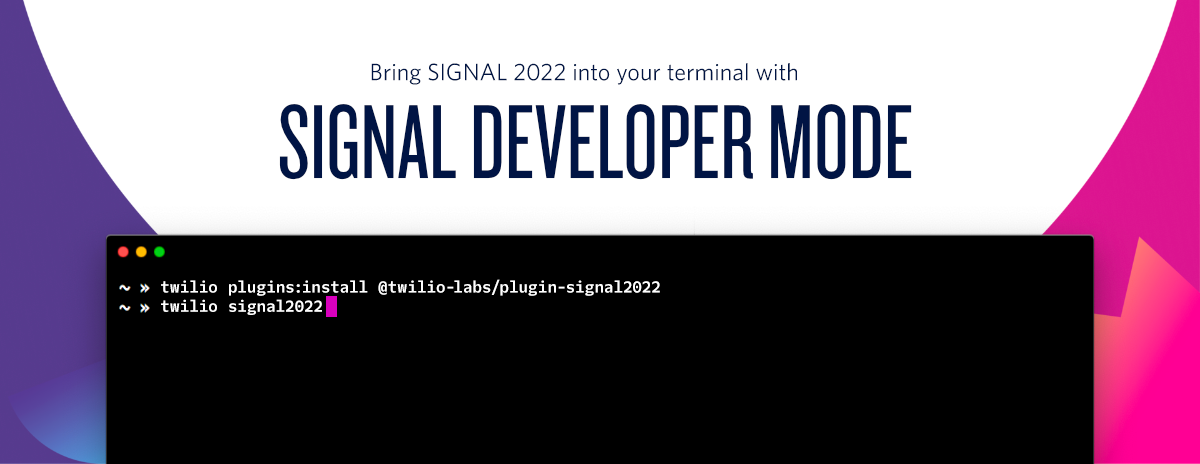 Bring SIGNAL 2022 into your terminal with
SIGNAL DEVELOPER MODE
~ » twilio plugins:install @twilio-labs/plugin-signal2022
~ » twilio signal2022